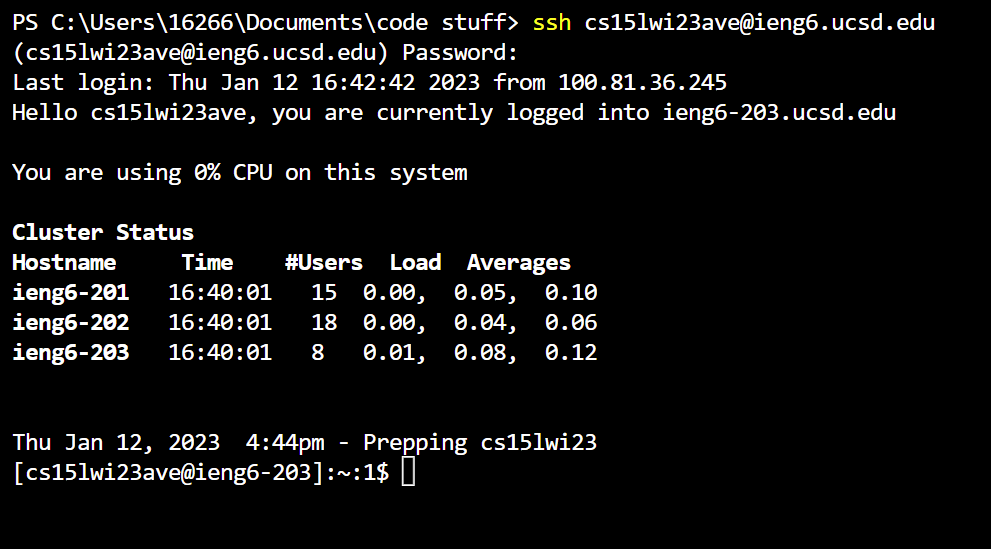 PS C:\Users\16266\Documents\code stuff> ssh cs15lwi23ave@ieng6.ucsd.edu
(cs15lwi23ave@ieng6.ucsd.edu) Password:
Last login: Thu Jan 12 16:42:42 2023 from 100.81.36.245
Hello cs15lwi23ave, you are currently logged into ieng6-203.ucsd.edu
You are using 0% CPU on this system
Cluster Status
Hostname     Time    #Users  Load  Averages
ieng6-201   16:40:01   15  0.00,  0.05,  0.10
ieng6-202   16:40:01   18  0.00,  0.04,  0.06
ieng6-203   16:40:01   8   0.01,  0.08,  0.12
Thu Jan 12, 2023  4:44pm - Prepping cs15lwi23
[cs15lwi23ave@ieng6-203]:~:1$